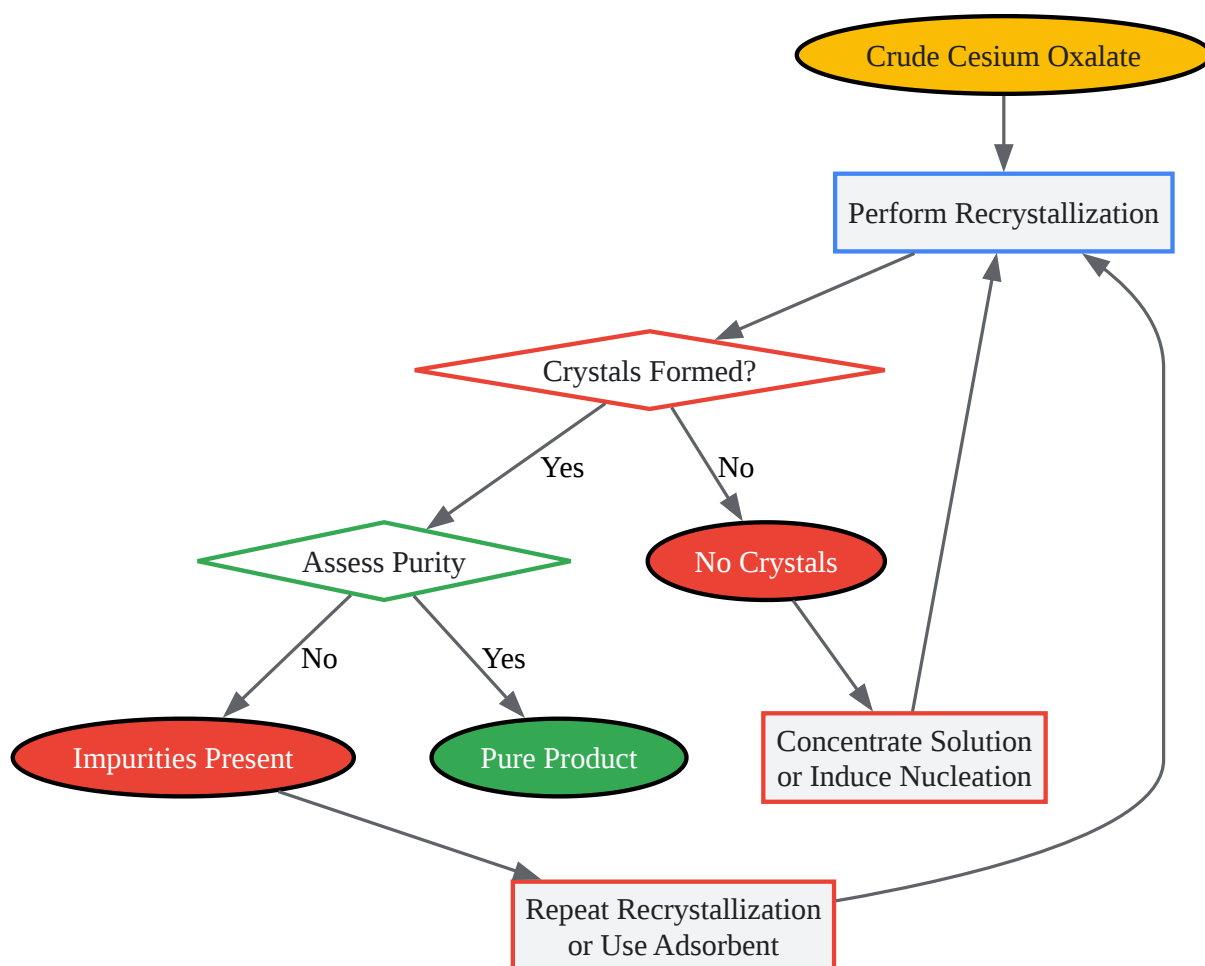 Crude Cesium Oxalate
Perform Recrystallization
Crystals Formed?
Yes
No
Assess Purity
No Crystals
No
Yes
Impurities Present
Pure Product
Concentrate Solution
or Induce Nucleation
Repeat Recrystallization
or Use Adsorbent